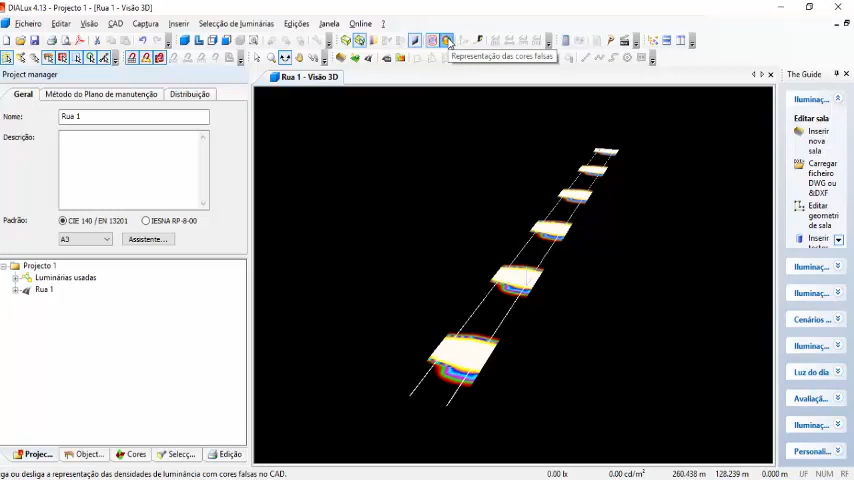 DIALux 4.13 - Projecto 1 - [Rua 1 - Visão 3D]
Ficheiro Editar Visão CAD Captura Inserir Selecção de luminárias Edições Janela Online ?
Representação das cores falsas
Project manager
Rua 1 - Visão 3D
The Guide
Geral Método do Plano de manutenção Distribuição
Nome: Rua 1
Descrição:
Padrão: CIE 140 / EN 13201 IESNA RP-8-00
A3 Assistente...
Projecto 1
Luminárias usadas
Rua 1
Iluminaç...
Editar sala
Inserir
nova
sala
Carregar
ficheiro
DWG ou
&DXF
Editar
geometri
de sala
Inserir
Iluminaç...
Iluminaç...
Cenários ...
Iluminaç...
Luz do dia
Avaliaçã...
Iluminaç...
Personali...
Projec... Object... Cores Selecç... Edição
ga ou desliga a representação das densidades de luminância com cores falsas no CAD. 0.00 lx 0.00 cd/m² 260.438 m 128.239 m 0.000 m UF NUM RF